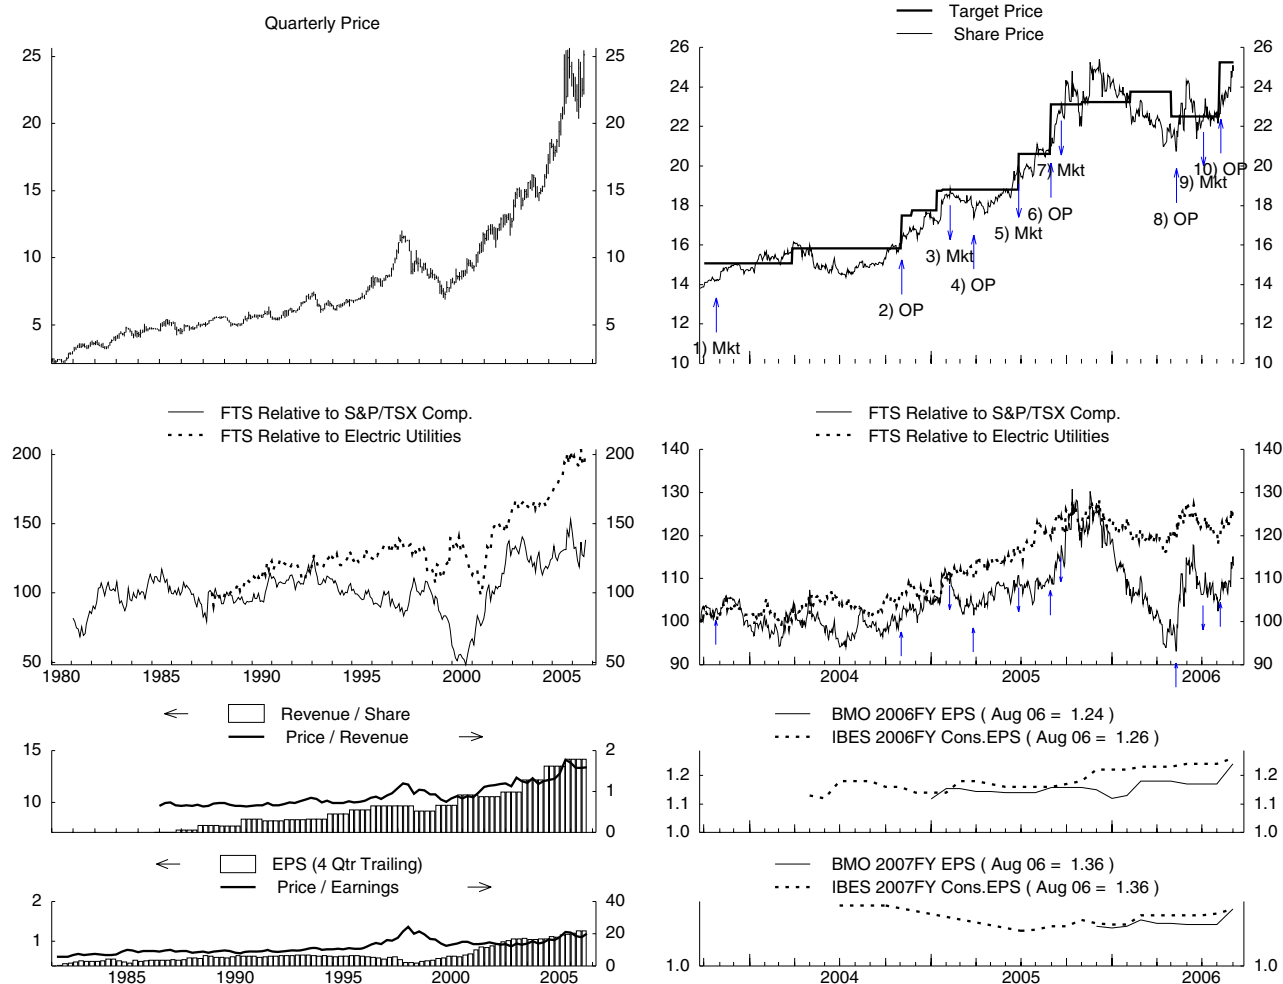 Quarterly Price
25
20
15
10
5
25
20
15
10
5
Target Price
Share Price
26
24
22
20
18
16
14
12
10
26
24
22
20
18
16
14
12
10
1) Mkt
2) OP
3) Mkt
4) OP
5) Mkt
6) OP
7) Mkt
8) OP
9) Mkt
10) OP
FTS Relative to S&P/TSX Comp.
FTS Relative to Electric Utilities
200
150
100
50
200
150
100
50
1980 1985 1990 1995 2000 2005
FTS Relative to S&P/TSX Comp.
FTS Relative to Electric Utilities
140
130
120
110
100
90
140
130
120
110
100
90
2004 2005 2006
Revenue / Share
Price / Revenue
15
10
2
1
0
BMO 2006FY EPS ( Aug 06 = 1.24 )
IBES 2006FY Cons.EPS ( Aug 06 = 1.26 )
1.2
1.1
1.0
1.2
1.1
1.0
EPS (4 Qtr Trailing)
Price / Earnings
2
1
40
20
0
1985 1990 1995 2000 2005
BMO 2007FY EPS ( Aug 06 = 1.36 )
IBES 2007FY Cons.EPS ( Aug 06 = 1.36 )
1.0
1.0
2004 2005 2006